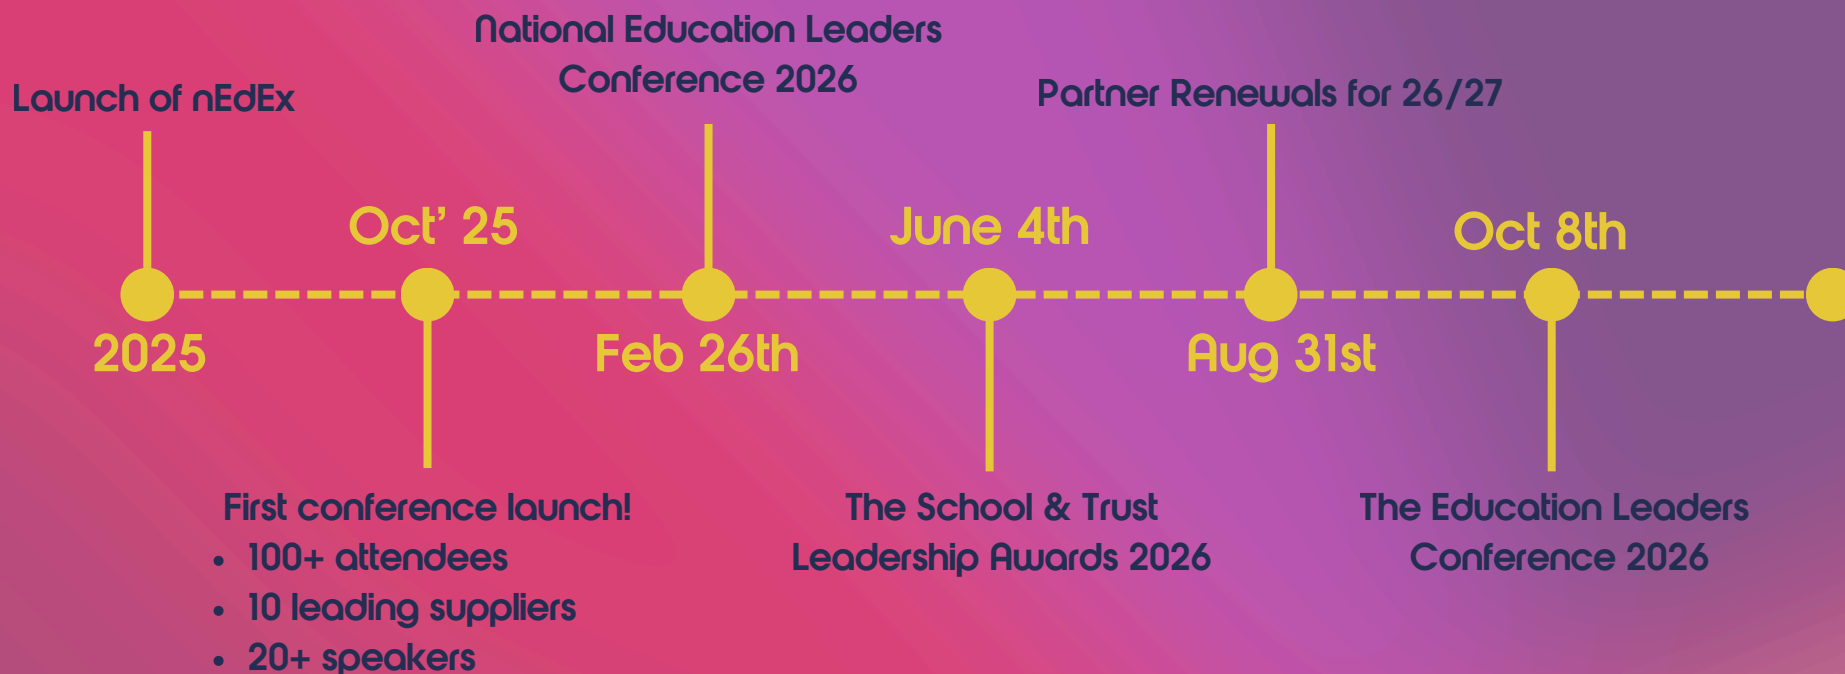 Launch of nEdEx
2025
Oct’ 25
First conference launch!
• 100+ attendees
• 10 leading suppliers
• 20+ speakers
National Education Leaders
Conference 2026
Feb 26th
June 4th
The School & Trust
Leadership Awards 2026
Partner Renewals for 26/27
Aug 31st
Oct 8th
The Education Leaders
Conference 2026